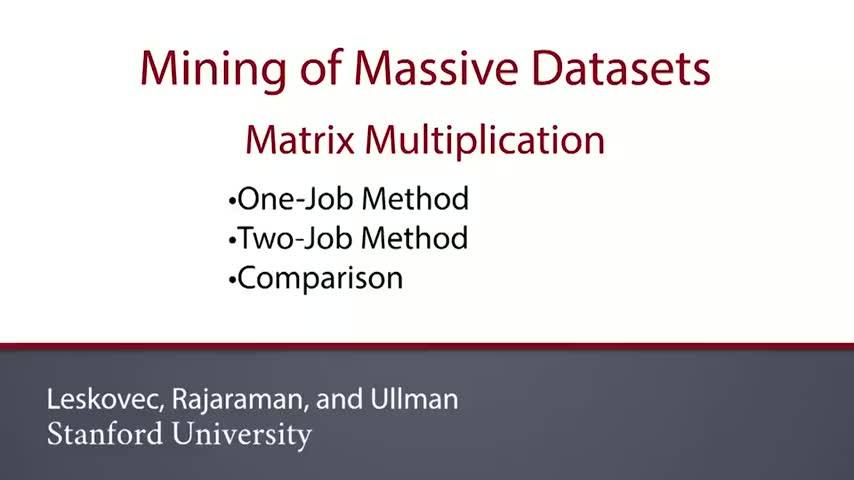 Mining of Massive Datasets
Matrix Multiplication
•One-Job Method
•Two-Job Method
•Comparison
Leskovec, Rajaraman, and Ullman
Stanford University